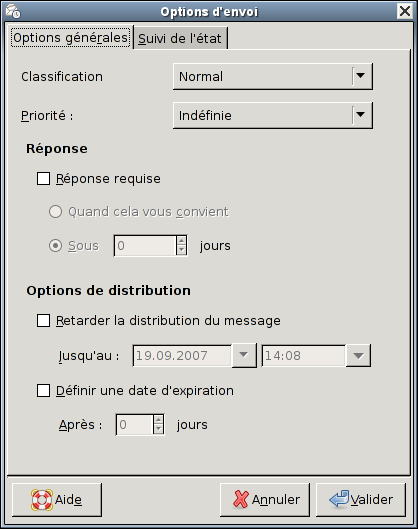 Options d'envoi
Options générales Suivi de l'état
Classification Normal
Priorité : Indéfinie
Réponse
Réponse requise
Quand cela vous convient
Sous 0 jours
Options de distribution
Retarder la distribution du message
Jusqu'au : 19.09.2007 14:08
Définir une date d'expiration
Après : 0 jours
Aide Annuler Valider